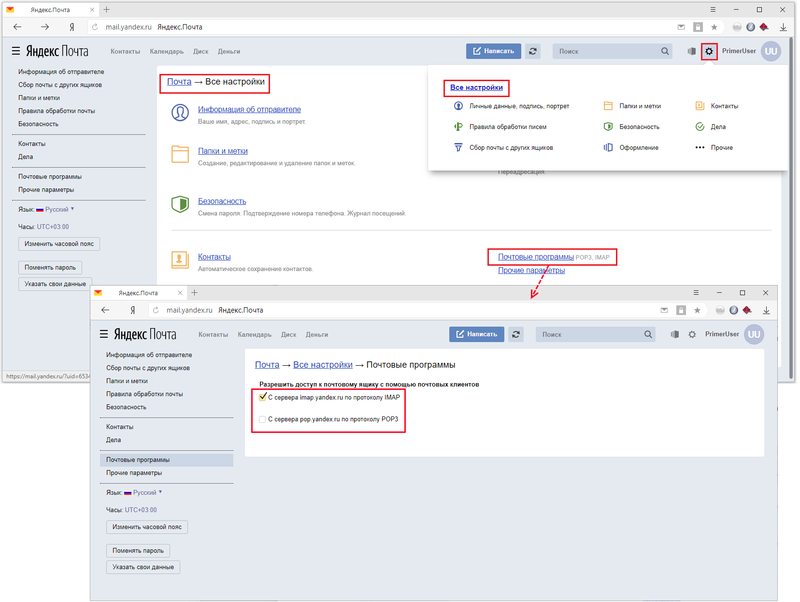 Яндекс.Почта
mail.yandex.ru Яндекс.Почта
Яндекс Почта Контакты Календарь Диск Деньги Написать Поиск PrimerUser UU
Информация об отправителе
Сбор почты с других ящиков
Папки и метки
Правила обработки почты
Безопасность
Контакты
Дела
Почтовые программы
Прочие параметры
Язык: Русский
Часы: UTC+03:00
Изменить часовой пояс
Поменять пароль
Указать свои данные
Почта → Все настройки
Информация об отправителе
Ваше имя, адрес, подпись и портрет.
Папки и метки
Создание, редактирование и удаление папок и меток.
Безопасность
Смена пароля. Подтверждение номера телефона. Журнал посещений.
Контакты
Автоматическое сохранение контактов.
Все настройки
Личные данные, подпись, портрет Папки и метки Контакты
Правила обработки писем Безопасность Дела
Сбор почты с других ящиков Оформление Прочие
Переадресация.
Почтовые программы POP3, IMAP
Прочие параметры
https://mail.yandex.ru/?uid=6534
Яндекс.Почта
mail.yandex.ru Яндекс.Почта
Яндекс Почта Контакты Календарь Диск Деньги Написать Поиск PrimerUser UU
Информация об отправителе
Сбор почты с других ящиков
Папки и метки
Правила обработки почты
Безопасность
Контакты
Дела
Почтовые программы
Прочие параметры
Язык: Русский
Часы: UTC+03:00
Изменить часовой пояс
Поменять пароль
Указать свои данные
Почта → Все настройки → Почтовые программы
Разрешить доступ к почтовому ящику с помощью почтовых клиентов
С сервера imap.yandex.ru по протоколу IMAP
С сервера pop.yandex.ru по протоколу POP3